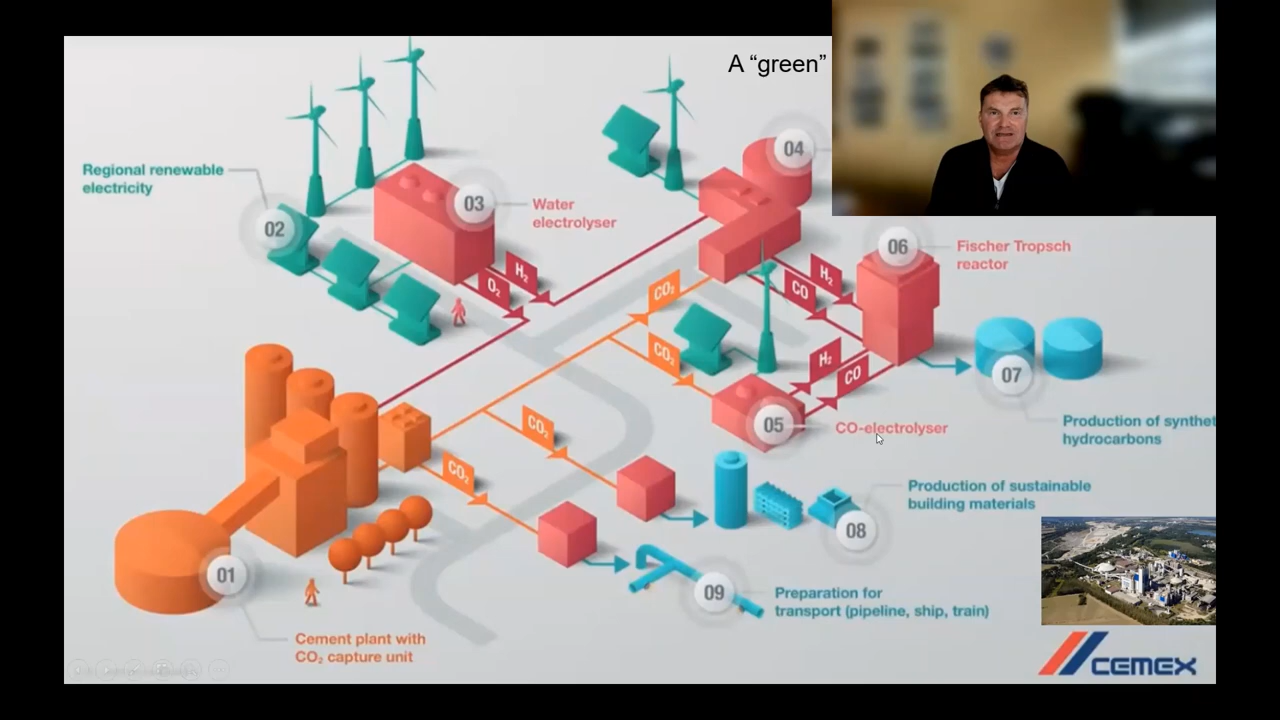 A “green”
04
Regional renewable
electricity
03
Water
electrolyser
02
06
Fischer Tropsch
reactor
H₂
O₂
H₂
CO
CO₂
CO₂
H₂
CO
07
Production of synthet
hydrocarbons
05
CO-electrolyser
CO₂
CO₂
Production of sustainable
building materials
08
01
09
Preparation for
transport (pipeline, ship, train)
Cement plant with
CO₂ capture unit
CEMEX